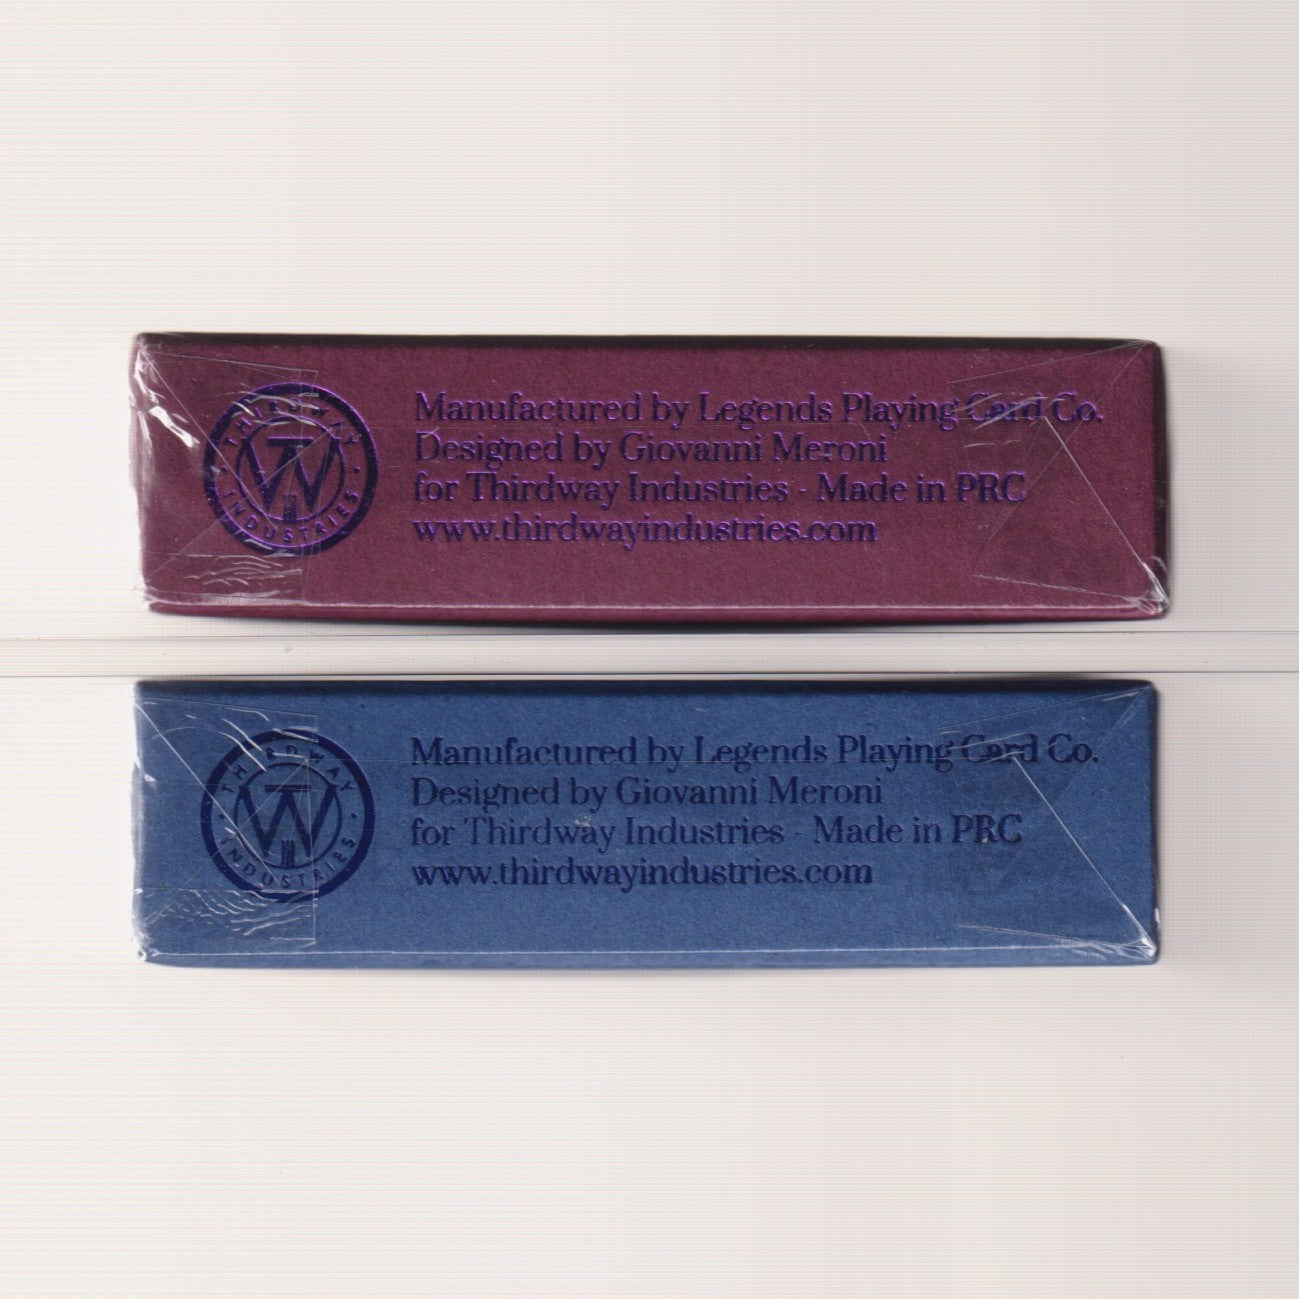 THIRDWAY
INDUSTRIES
TW
Manufactured by Legends Playing Card Co.
Designed by Giovanni Meroni
for Thirdway Industries - Made in PRC
www.thirdwayindustries.com
THIRDWAY
INDUSTRIES
TW
Manufactured by Legends Playing Card Co.
Designed by Giovanni Meroni
for Thirdway Industries - Made in PRC
www.thirdwayindustries.com